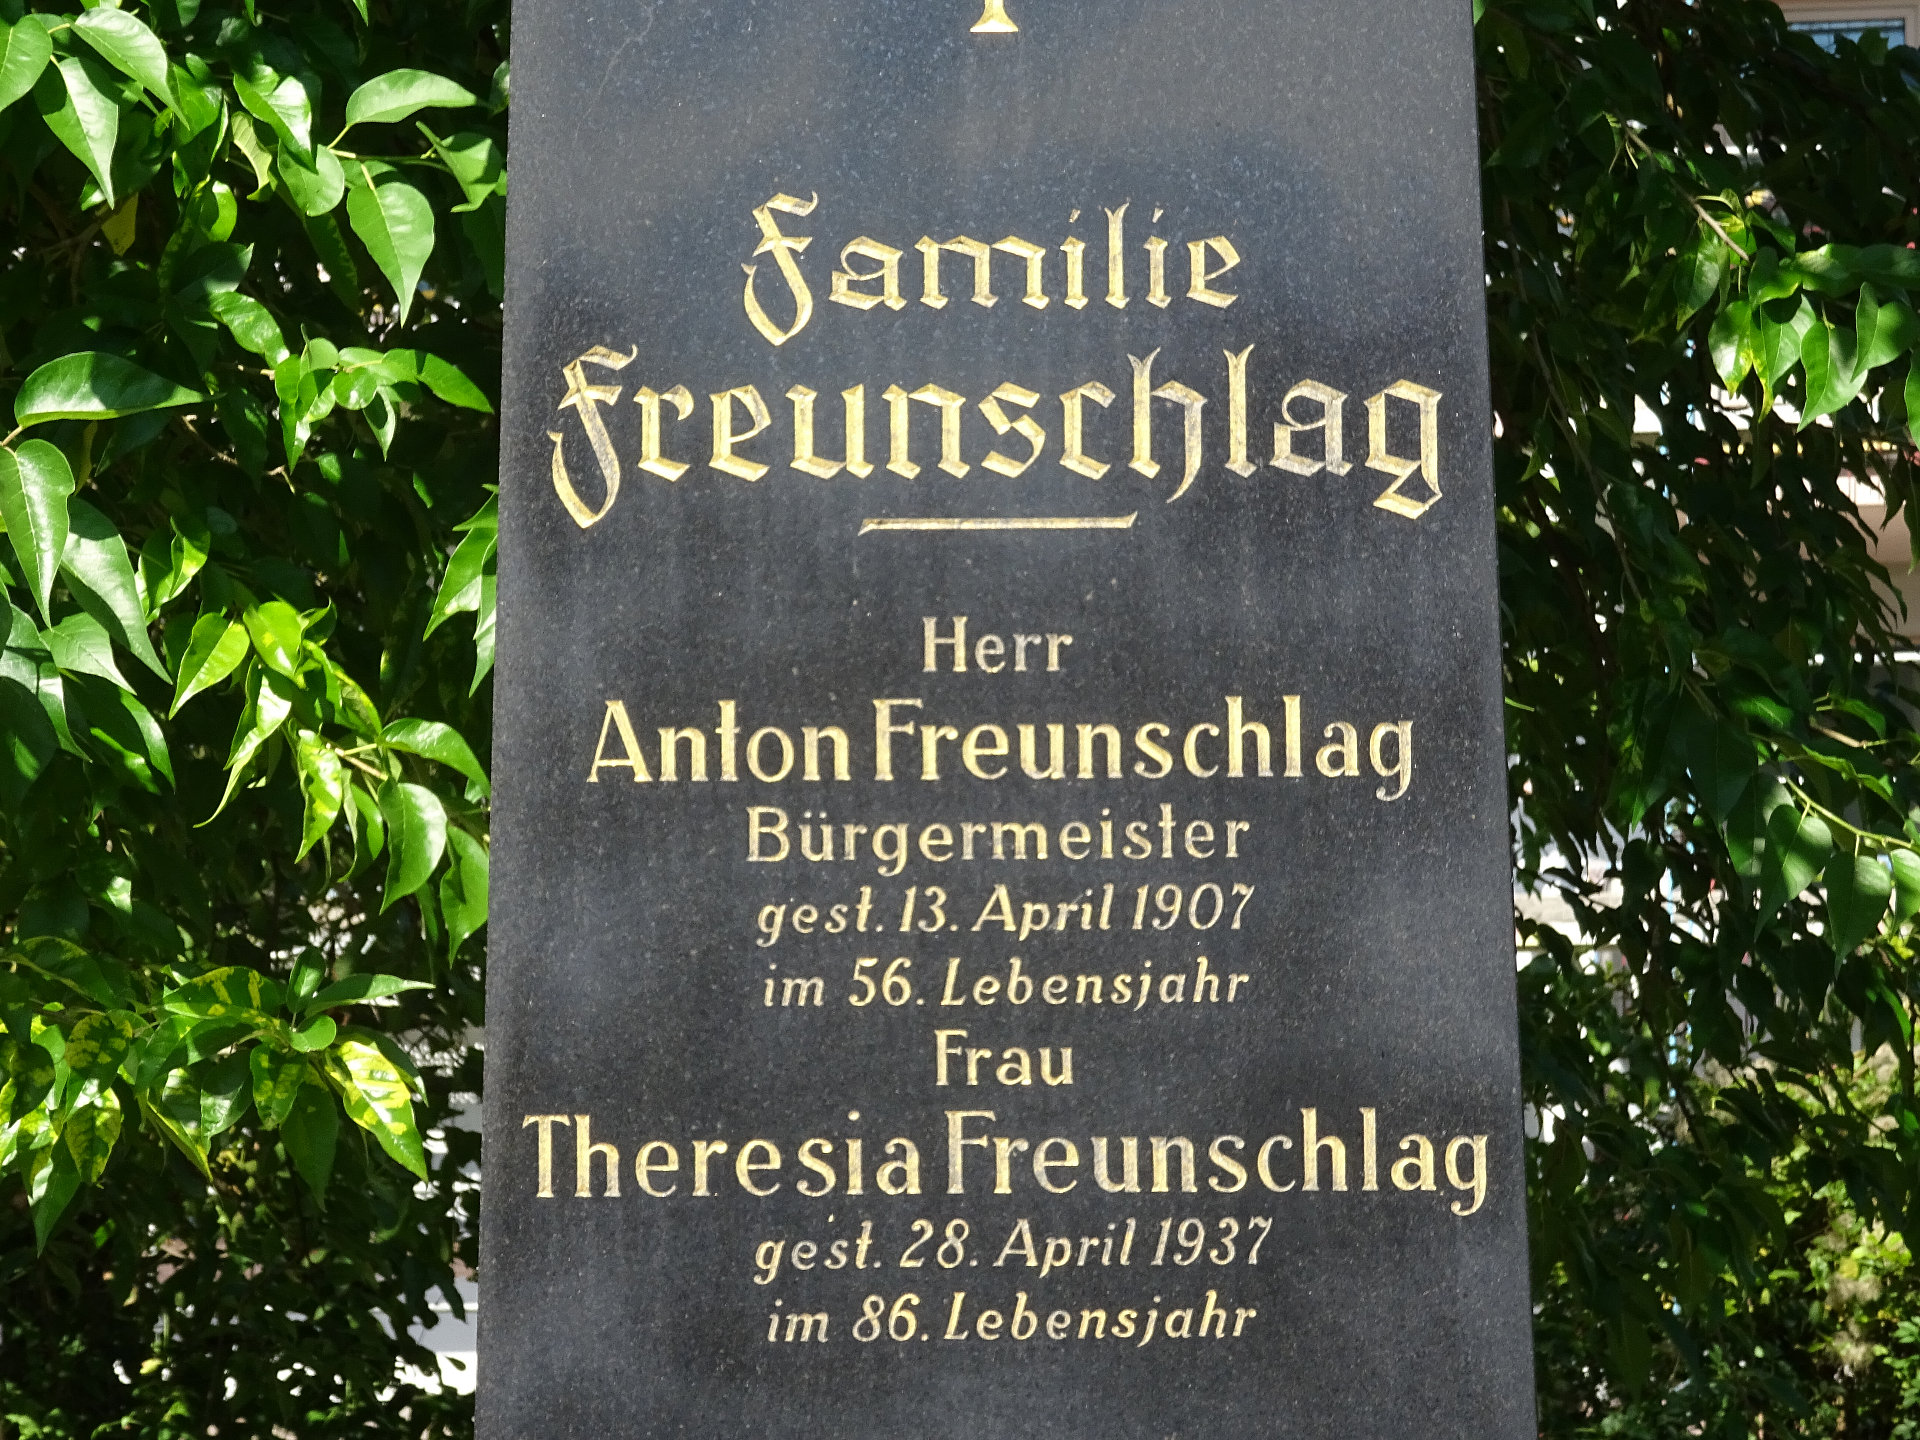 Familie
Freunschlag
Herr
Anton Freunschlag
Bürgermeister
gest. 13. April 1907
im 56. Lebensjahr
Frau
Theresia Freunschlag
gest. 28. April 1937
im 86. Lebensjahr